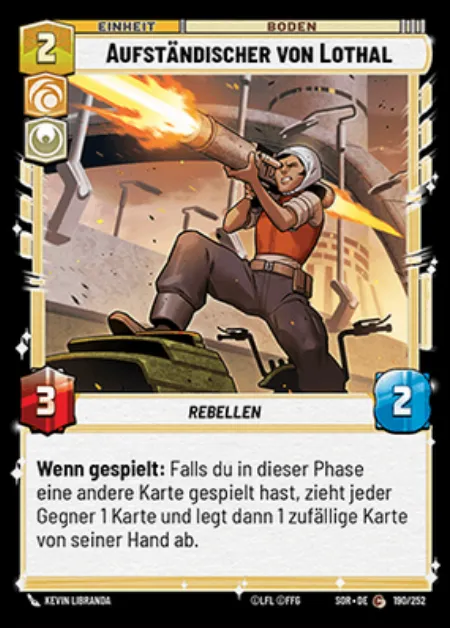 EINHEIT
BODEN
2
AUFSTÄNDISCHER VON LOTHAL
3
REBELLEN
2
Wenn gespielt: Falls du in dieser Phase
eine andere Karte gespielt hast, zieht jeder
Gegner 1 Karte und legt dann 1 zufällige Karte
von seiner Hand ab.
KEVIN LIBRANDA
©LFL ©FFG
SOR • DE C 190/252